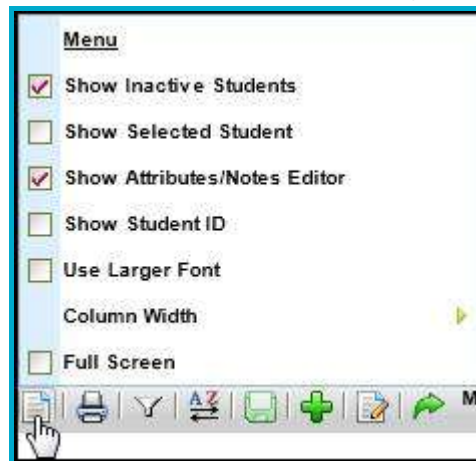 Menu
Show Inactive Students
Show Selected Student
Show Attributes/Notes Editor
Show Student ID
Use Larger Font
Column Width
Full Screen
A Z
M